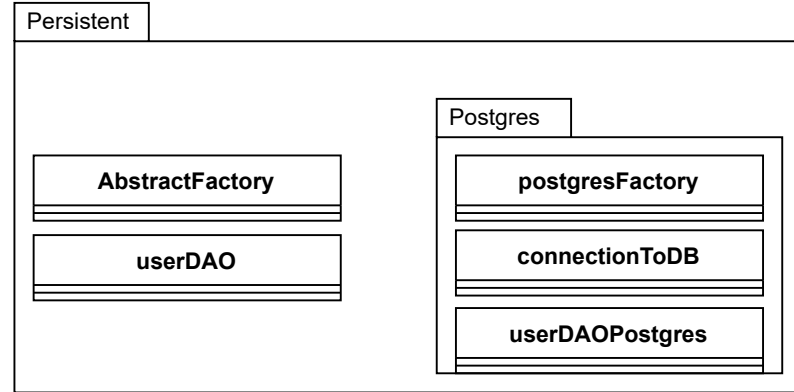 Persistent
Postgres
AbstractFactory
postgresFactory
userDAO
connectionToDB
userDAOPostgres